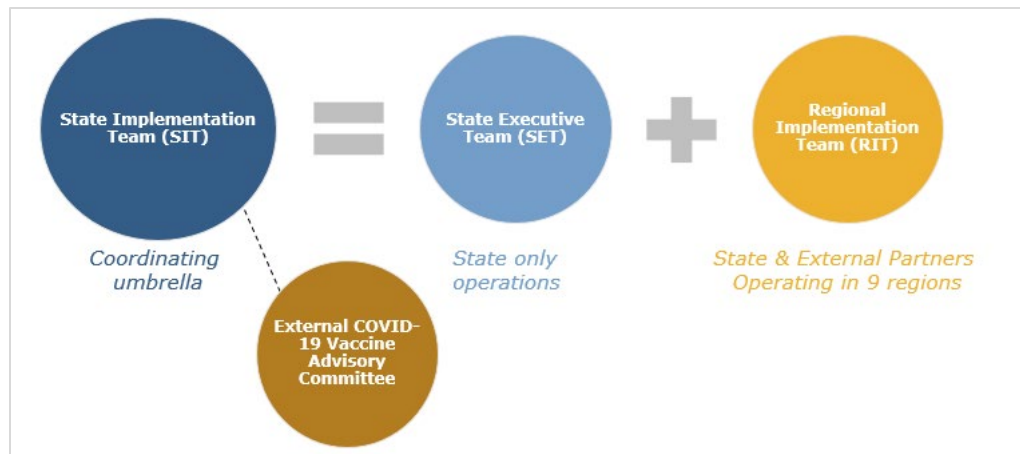 State Implementation
Team (SIT)
State Executive
Team (SET)
Regional
Implementation
Team (RIT)
Coordinating
umbrella
State only
operations
State & External Partners
Operating in 9 regions
External COVID-
19 Vaccine
Advisory
Committee